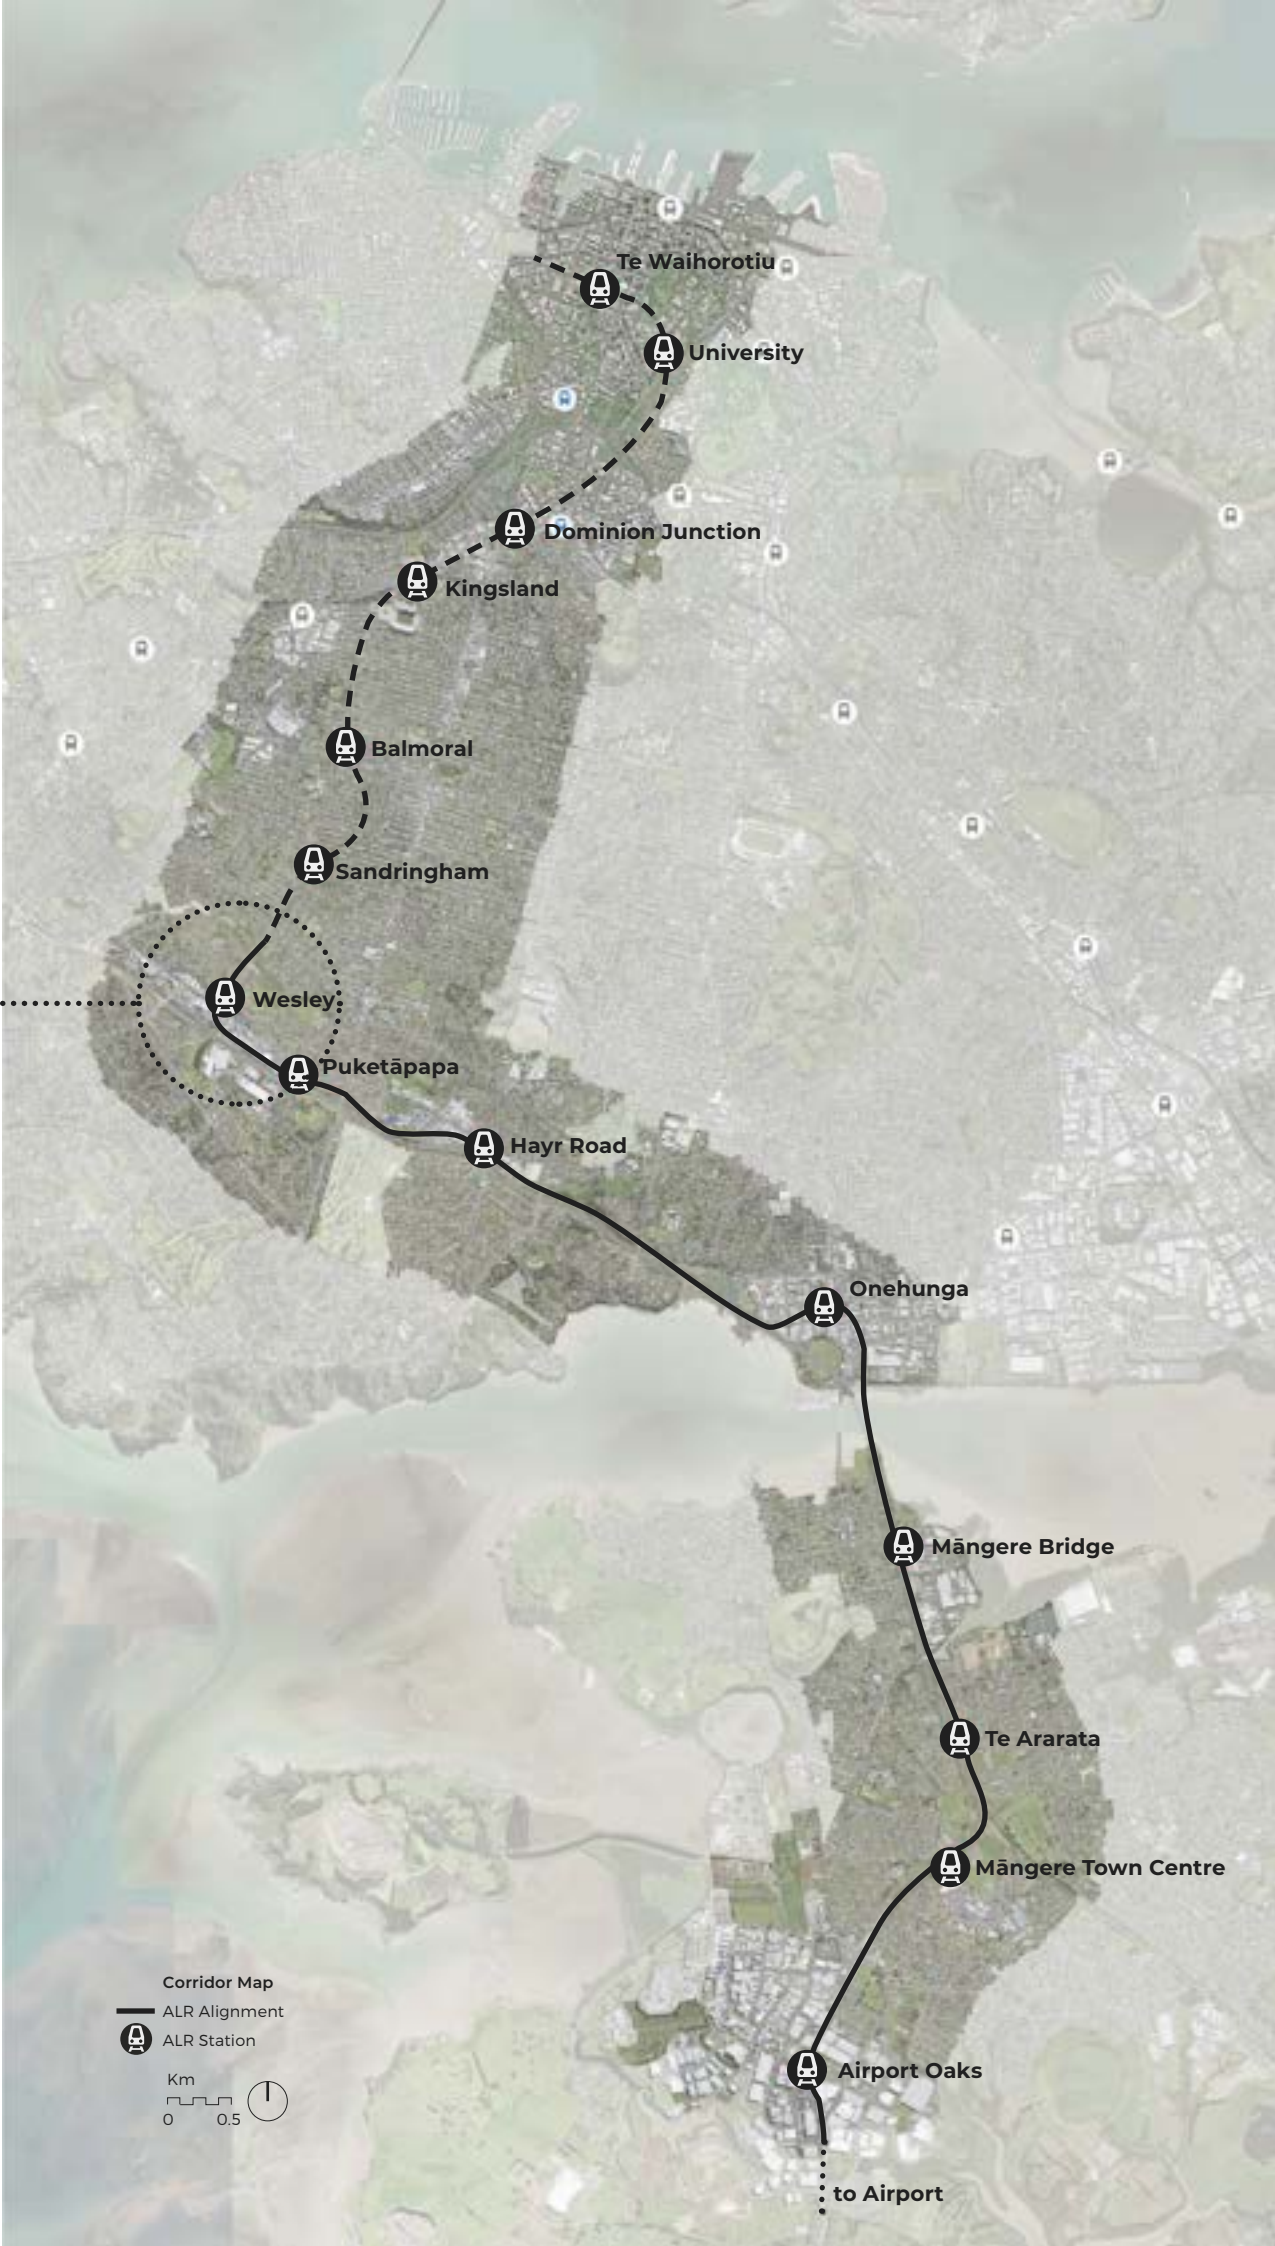 Te Waihorotiu
University
Dominion Junction
Kingsland
Balmoral
Sandringham
Wesley
Puketāpapa
Hayr Road
Onehunga
Māngere Bridge
Te Ararata
Māngere Town Centre
Airport Oaks
to Airport
Corridor Map
ALR Alignment
ALR Station
Km
0 0.5